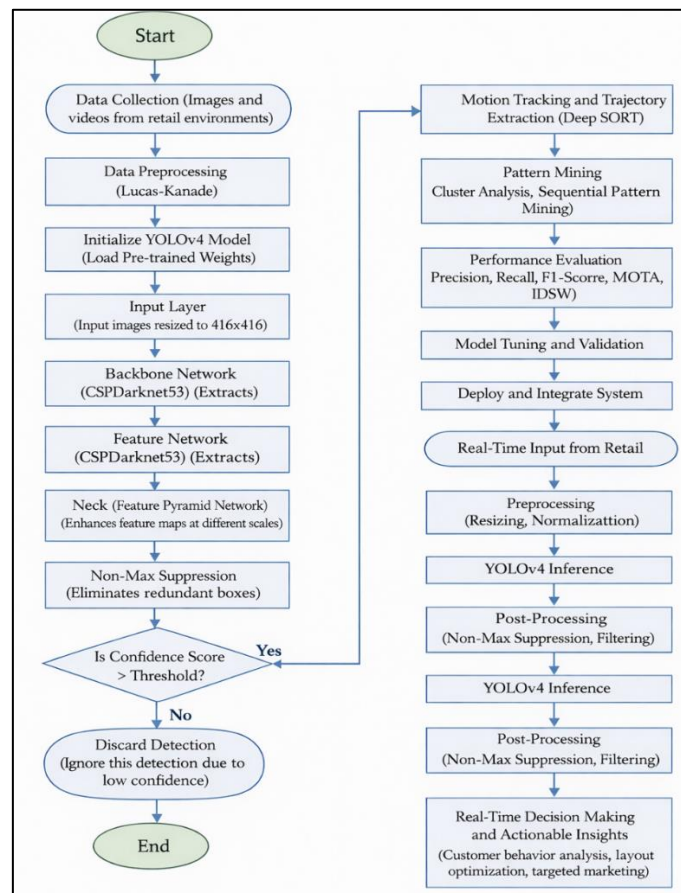 Start
Data Collection (Images and
videos from retail environments)
Data Preprocessing
(Lucas-Kanade)
Initialize YOLOv4 Model
(Load Pre-trained Weights)
Input Layer
(Input images resized to 416x416)
Backbone Network
(CSPDarknet53) (Extracts)
Feature Network
(CSPDarknet53) (Extracts)
Neck (Feature Pyramid Network)
(Enhances feature maps at different scales)
Non-Max Suppression
(Eliminates redundant boxes)
Is Confidence Score
> Threshold?
Yes
No
Discard Detection
(Ignore this detection due to
low confidence)
End
Motion Tracking and Trajectory
Extraction (Deep SORT)
Pattern Mining
Cluster Analysis, Sequential Pattern
Mining)
Performance Evaluation
Precision, Recall, F1-Scorre, MOTA,
IDSW)
Model Tuning and Validation
Deploy and Integrate System
Real-Time Input from Retail
Preprocessing
(Resizing, Normalizattion)
YOLOv4 Inference
Post-Processing
(Non-Max Suppression, Filtering)
YOLOv4 Inference
Post-Processing
(Non-Max Suppression, Filtering)
Real-Time Decision Making
and Actionable Insights
(Customer behavior analysis, layout
optimization, targeted marketing)